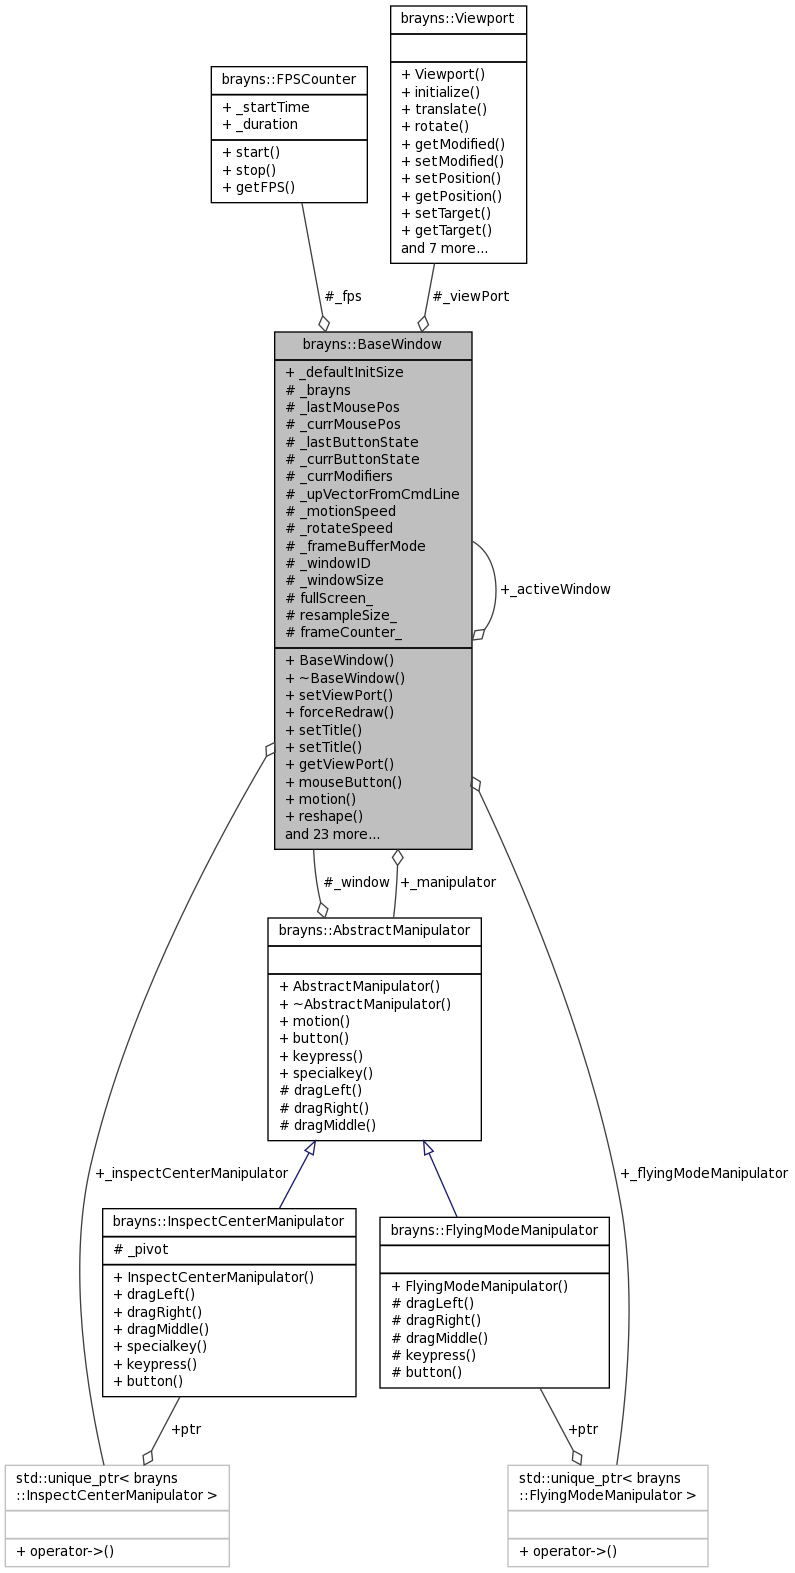 brayns::Viewport
+ Viewport()
+ initialize()
+ translate()
+ rotate()
+ getModified()
+ setModified()
+ setPosition()
+ getPosition()
+ setTarget()
+ getTarget()
and 7 more...
brayns::FPSCounter
+ _startTime
+ _duration
+ start()
+ stop()
+ getFPS()
#_fps
#_viewPort
brayns::BaseWindow
+ _defaultInitSize
# _brayns
# _lastMousePos
# _currMousePos
# _lastButtonState
# _currButtonState
# _currModifiers
# _upVectorFromCmdLine
# _motionSpeed
# _rotateSpeed
# _frameBufferMode
# _windowID
# _windowSize
# fullScreen_
# resampleSize_
# frameCounter_
+ BaseWindow()
+ ~BaseWindow()
+ setViewPort()
+ forceRedraw()
+ setTitle()
+ setTitle()
+ getViewPort()
+ mouseButton()
+ motion()
+ reshape()
and 23 more...
+_activeWindow
#_window
+_manipulator
brayns::AbstractManipulator
+ AbstractManipulator()
+ ~AbstractManipulator()
+ motion()
+ button()
+ keypress()
+ specialkey()
# dragLeft()
# dragRight()
# dragMiddle()
+_inspectCenterManipulator
+_flyingModeManipulator
brayns::InspectCenterManipulator
# _pivot
+ InspectCenterManipulator()
+ dragLeft()
+ dragRight()
+ dragMiddle()
+ specialkey()
+ keypress()
+ button()
brayns::FlyingModeManipulator
+ FlyingModeManipulator()
# dragLeft()
# dragRight()
# dragMiddle()
# keypress()
# button()
+ptr
+ptr
std::unique_ptr< brayns
::InspectCenterManipulator >
+ operator->()
std::unique_ptr< brayns
::FlyingModeManipulator >
+ operator->()